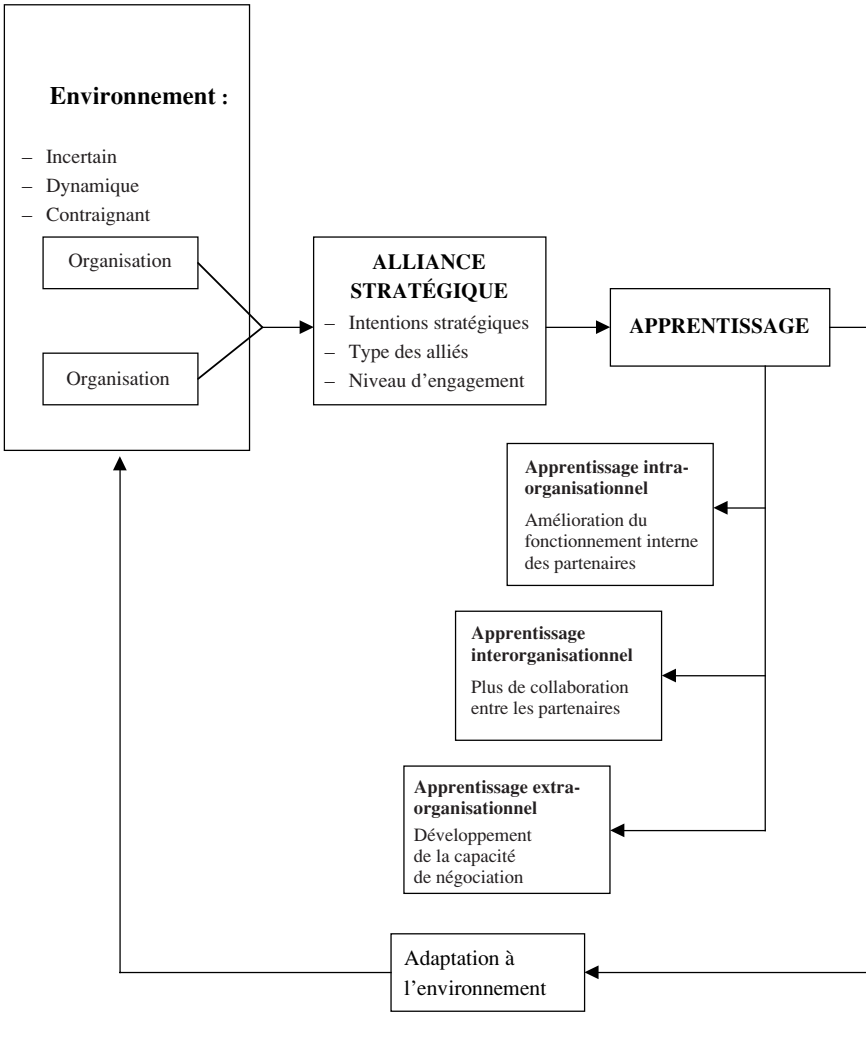 Environnement :
– Incertain
– Dynamique
– Contraignant
Organisation
Organisation
ALLIANCE
STRATÉGIQUE
– Intentions stratégiques
– Type des alliés
– Niveau d’engagement
APPRENTISSAGE
Apprentissage intra-
organisationnel
Amélioration du
fonctionnement interne
des partenaires
Apprentissage
interorganisationnel
Plus de collaboration
entre les partenaires
Apprentissage extra-
organisationnel
Développement
de la capacité
de négociation
Adaptation à
l’environnement